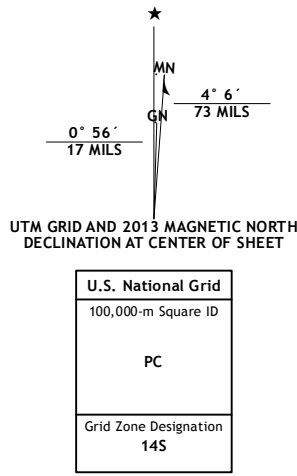 ★
MN
4° 6´
73 MILS
GN
0° 56´
17 MILS
UTM GRID AND 2013 MAGNETIC NORTH
DECLINATION AT CENTER OF SHEET
U.S. National Grid
100,000-m Square ID
PC
Grid Zone Designation
14S